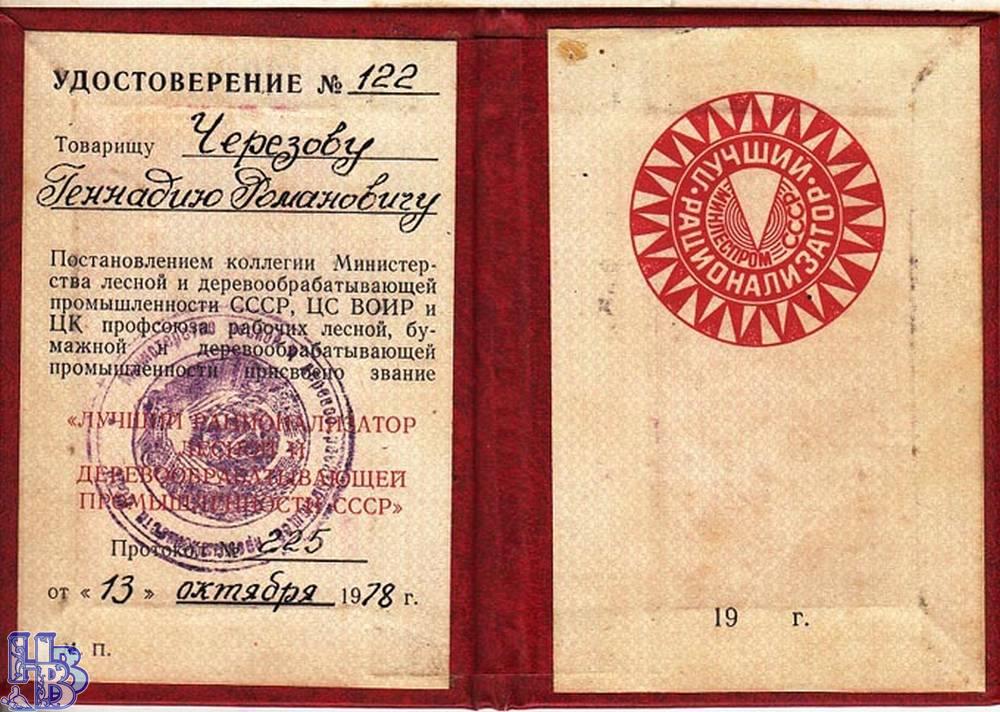 УДОСТОВЕРЕНИЕ № 122
Товарищу Черезову
Геннадию Романовичу
Постановлением коллегии Министер-
ства лесной и деревообрабатывающей
промышленности СССР, ЦС ВОИР и
ЦК профсоюза рабочих лесной, бу-
мажной и деревообрабатывающей
промышленности присвоено звание
«ЛУЧШИЙ РАЦИОНАЛИЗАТОР
ЛЕСНОЙ И
ДЕРЕВООБРАБАТЫВАЮЩЕЙ
ПРОМЫШЛЕННОСТИ СССР»
Протокол № 225
от « 13 » октября 1978 г.
М. П.
НВВ
ЛУЧШИЙ
РАЦИОНАЛИЗАТОР
МИНЛЕСПРОМ
СССР
19 г.